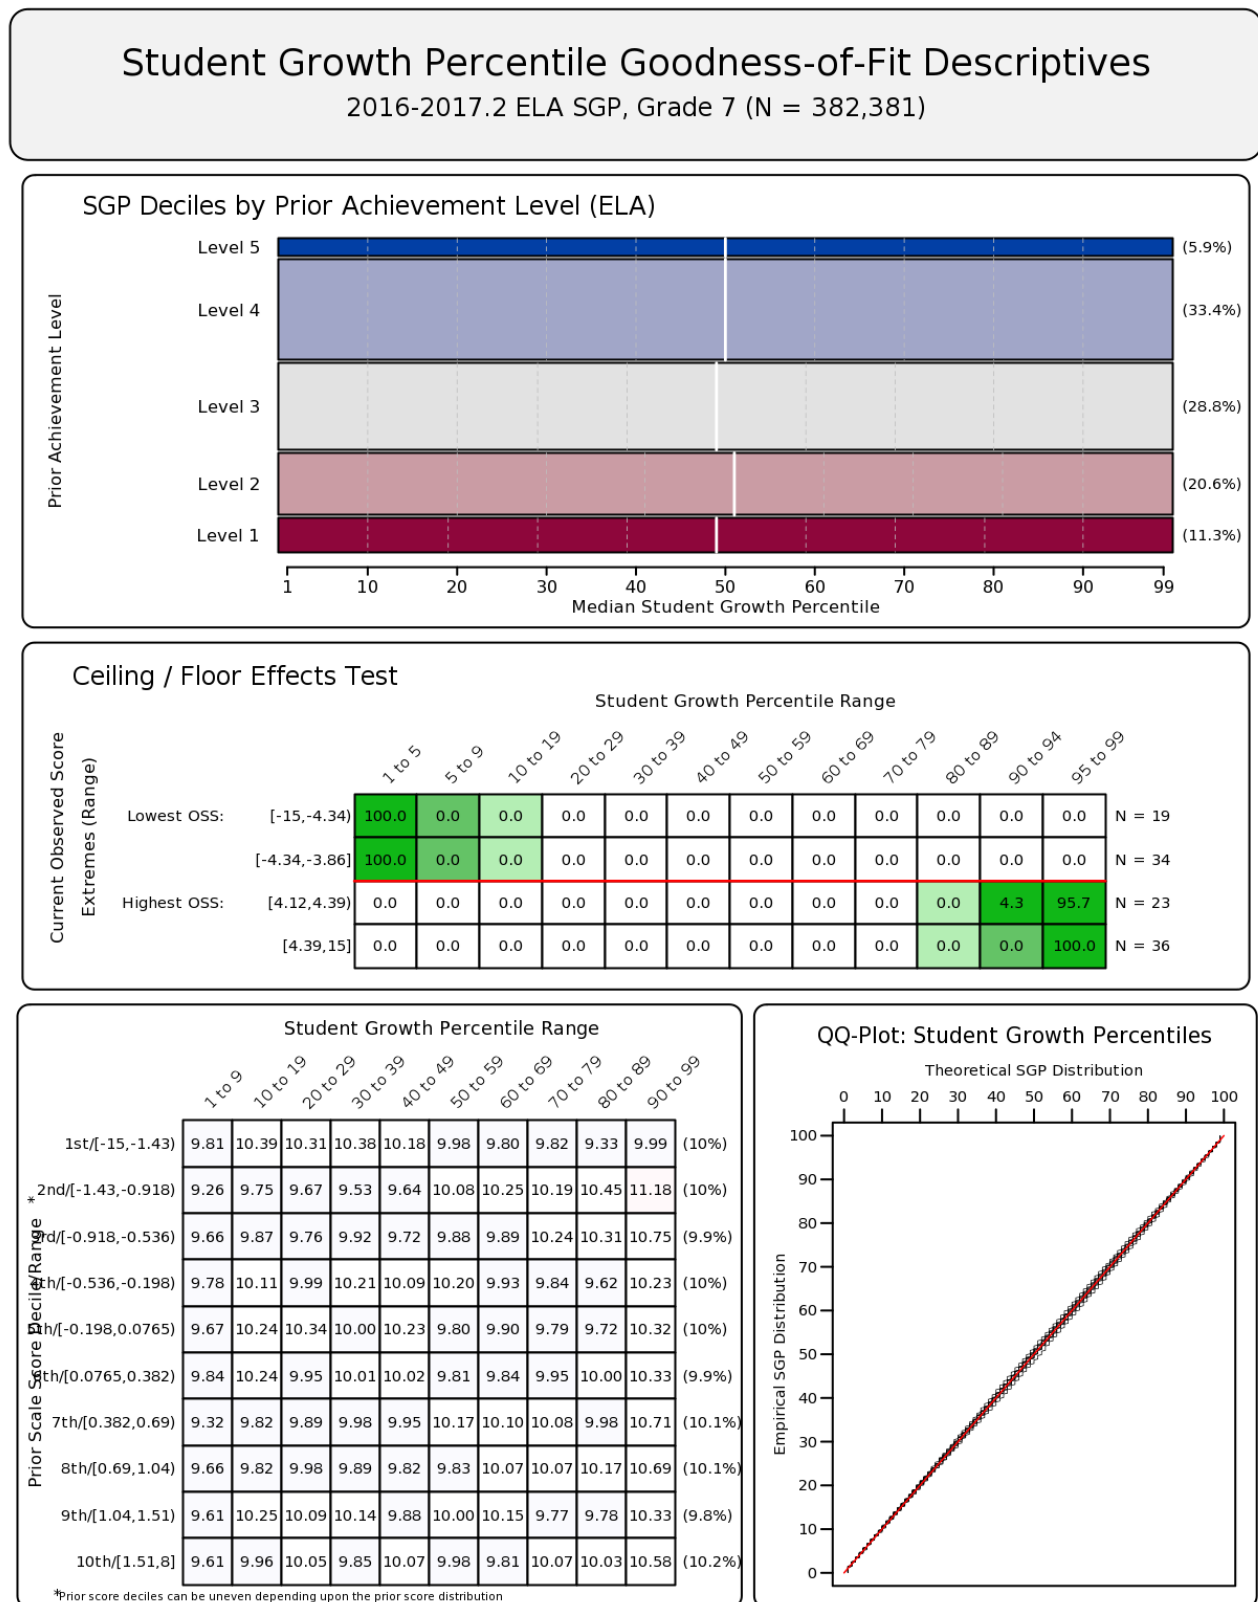 Student Growth Percentile Goodness-of-Fit Descriptives
2016-2017.2 ELA SGP, Grade 7 (N = 382,381)
SGP Deciles by Prior Achievement Level (ELA)
Prior Achievement Level
Level 5 (5.9%)
Level 4 (33.4%)
Level 3 (28.8%)
Level 2 (20.6%)
Level 1 (11.3%)
1 10 20 30 40 50 60 70 80 90 99
Median Student Growth Percentile
Ceiling / Floor Effects Test
Student Growth Percentile Range
1 to 5 5 to 9 10 to 19 20 to 29 30 to 39 40 to 49 50 to 59 60 to 69 70 to 79 80 to 89 90 to 94 95 to 99
Current Observed Score
Extremes (Range)
Lowest OSS: [-15,-4.34) 100.0 0.0 0.0 0.0 0.0 0.0 0.0 0.0 0.0 0.0 0.0 0.0 N = 19
[-4.34,-3.86] 100.0 0.0 0.0 0.0 0.0 0.0 0.0 0.0 0.0 0.0 0.0 0.0 N = 34
Highest OSS: [4.12,4.39) 0.0 0.0 0.0 0.0 0.0 0.0 0.0 0.0 0.0 0.0 4.3 95.7 N = 23
[4.39,15] 0.0 0.0 0.0 0.0 0.0 0.0 0.0 0.0 0.0 0.0 0.0 100.0 N = 36
Student Growth Percentile Range
1 to 9 10 to 19 20 to 29 30 to 39 40 to 49 50 to 59 60 to 69 70 to 79 80 to 89 90 to 99
Prior Scale Score Decile/Range *
1st/[-15,-1.43) 9.81 10.39 10.31 10.38 10.18 9.98 9.80 9.82 9.33 9.99 (10%)
2nd/[-1.43,-0.918) 9.26 9.75 9.67 9.53 9.64 10.08 10.25 10.19 10.45 11.18 (10%)
3rd/[-0.918,-0.536) 9.66 9.87 9.76 9.92 9.72 9.88 9.89 10.24 10.31 10.75 (9.9%)
4th/[-0.536,-0.198) 9.78 10.11 9.99 10.21 10.09 10.20 9.93 9.84 9.62 10.23 (10%)
5th/[-0.198,0.0765) 9.67 10.24 10.34 10.00 10.23 9.80 9.90 9.79 9.72 10.32 (10%)
6th/[0.0765,0.382) 9.84 10.24 9.95 10.01 10.02 9.81 9.84 9.95 10.00 10.33 (9.9%)
7th/[0.382,0.69) 9.32 9.82 9.89 9.98 9.95 10.17 10.10 10.08 9.98 10.71 (10.1%)
8th/[0.69,1.04) 9.66 9.82 9.98 9.89 9.82 9.83 10.07 10.07 10.17 10.69 (10.1%)
9th/[1.04,1.51) 9.61 10.25 10.09 10.14 9.88 10.00 10.15 9.77 9.78 10.33 (9.8%)
10th/[1.51,8] 9.61 9.96 10.05 9.85 10.07 9.98 9.81 10.07 10.03 10.58 (10.2%)
*Prior score deciles can be uneven depending upon the prior score distribution
QQ-Plot: Student Growth Percentiles
Theoretical SGP Distribution
0 10 20 30 40 50 60 70 80 90 100
Empirical SGP Distribution
100
90
80
70
60
50
40
30
20
10
0